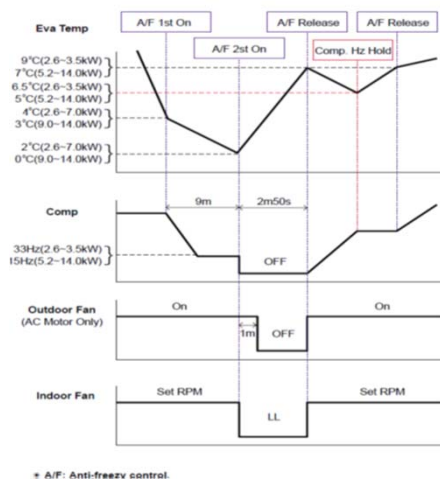 A/F 1st On
A/F Release
A/F Release
Eva Temp
A/F 2st On
Comp. Hz Hold
9°C(2.6~3.5kW)
7°C(5.2~14.0kW)
6.5°C(2.6~3.5kW)
5°C(5.2~14.0kW)
4°C(2.6~7.0kW)
3°C(9.0~14.0kW)
2°C(2.6~7.0kW)
0°C(9.0~14.0kW)
Comp
9m
2m50s
33Hz(2.6~3.5kW)
15Hz(5.2~14.0kW)
OFF
Outdoor Fan
(AC Motor Only)
On
On
1m
OFF
Indoor Fan
Set RPM
Set RPM
LL
* A/F: Anti-freezy control.